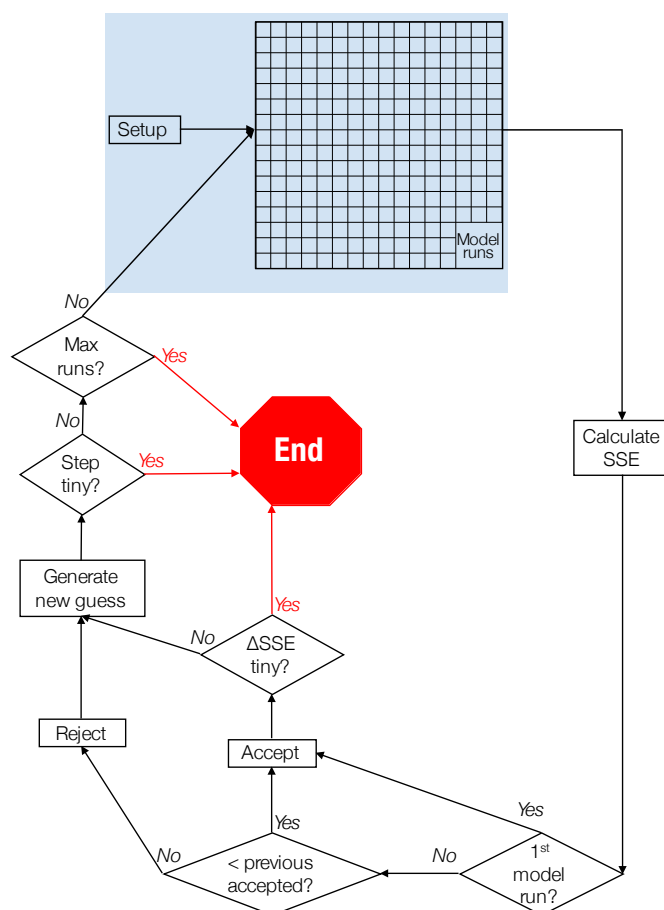 Setup
Model
runs
No
Max
runs?
Yes
No
End
Calculate
SSE
Step
tiny?
Yes
Generate
new guess
Yes
No
ΔSSE
tiny?
Reject
Accept
Yes
Yes
No
< previous
accepted?
No
1st
model
run?